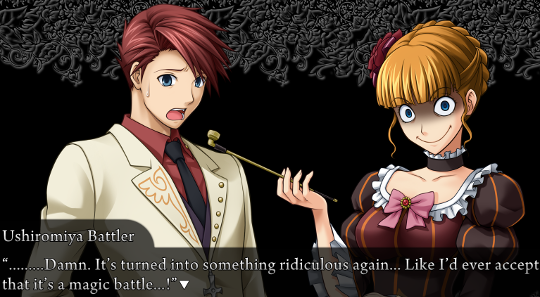 Ushiromiya Battler
“.........Damn. It's turned into something ridiculous again... Like I'd ever accept
that it's a magic battle...!”▼